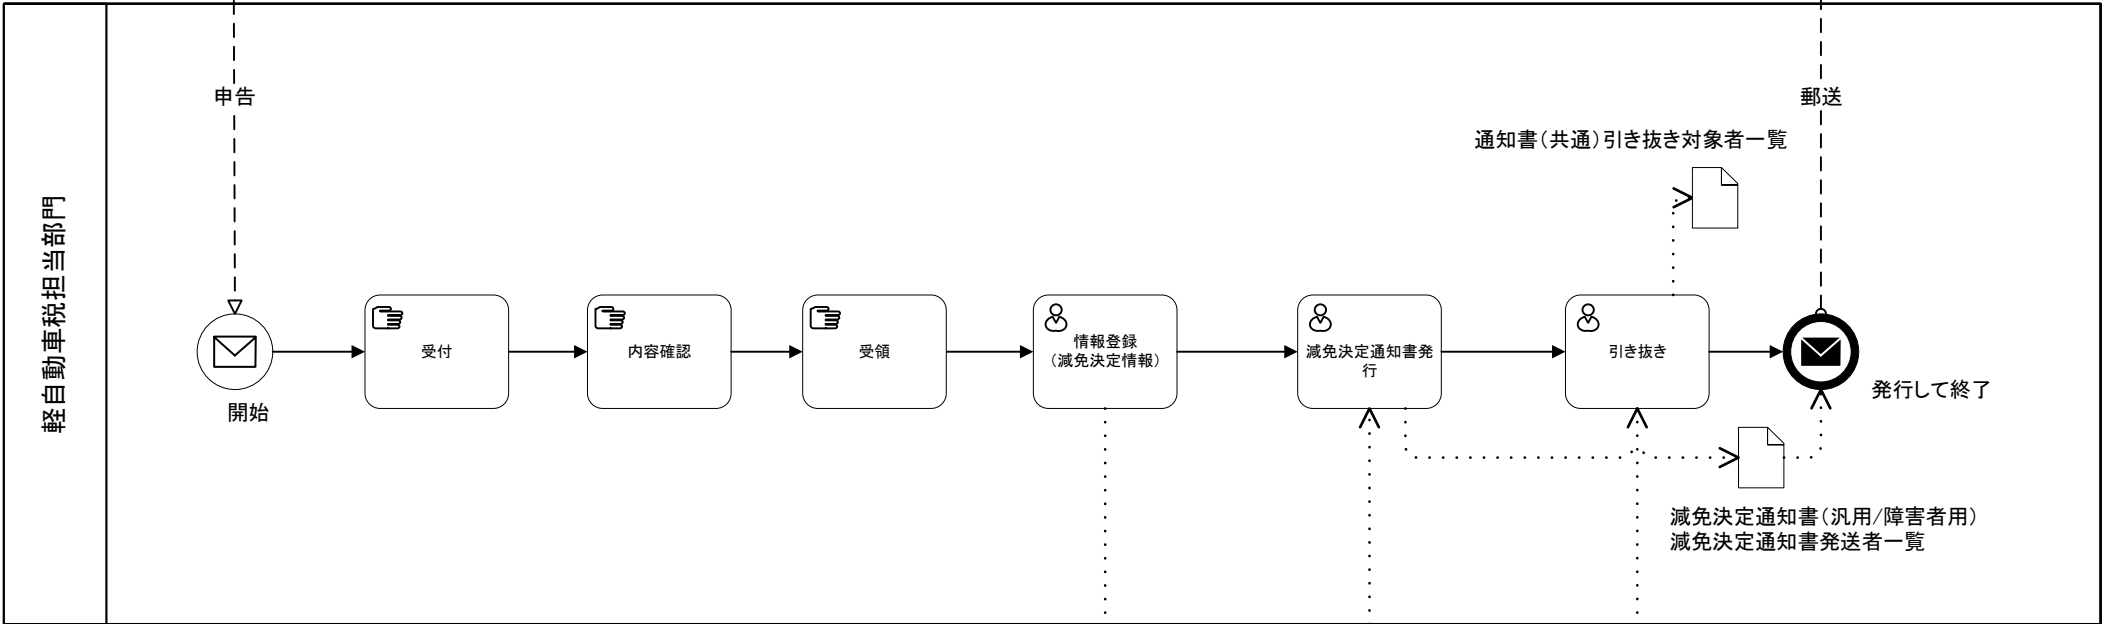 軽自動車税担当部門
申告
郵送
通知書（共通）引き抜き対象者一覧
開始
受付
内容確認
受領
情報登録
（減免決定情報）
減免決定通知書発
行
引き抜き
発行して終了
減免決定通知書（汎用/障害者用）
減免決定通知書発送者一覧